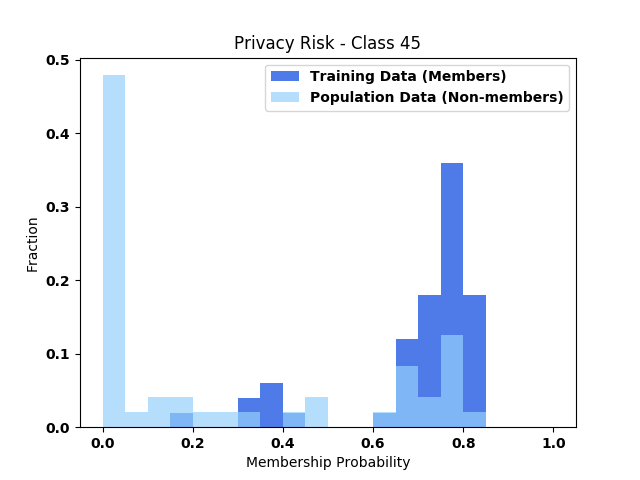 Privacy Risk - Class 45
Training Data (Members)
Population Data (Non-members)
0.5
0.4
0.3
0.2
0.1
0.0
Fraction
0.0 0.2 0.4 0.6 0.8 1.0
Membership Probability